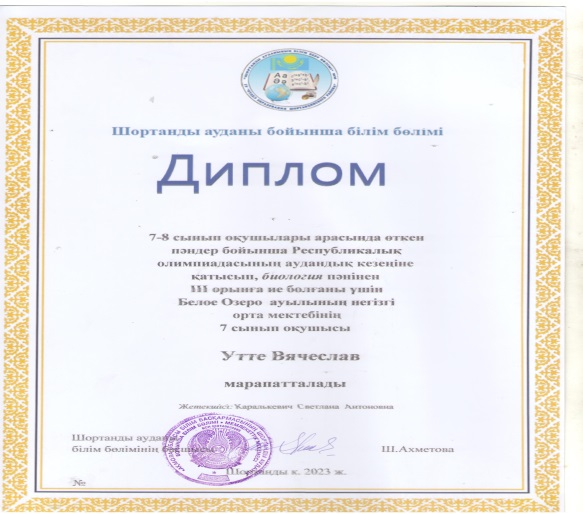 Шортанды ауданы бойынша білім бөлімі
Диплом
7-8 сынып оқушылары арасында өткен
пәндер бойынша Республикалық
олимпиадасының аудандық кезеңіне
қатысып, биология пәнінен
III орынға ие болғаны үшін
Белое Озеро ауылының негізгі
орта мектебінің
7 сынып оқушысы
Утте Вячеслав
марапатталады
Жетекшісі: Каралькевич Светлана Антоновна
Шортанды ауданы
білім бөлімінің басшысы Ш.Ахметова
Шортанды к. 2023 ж.
№